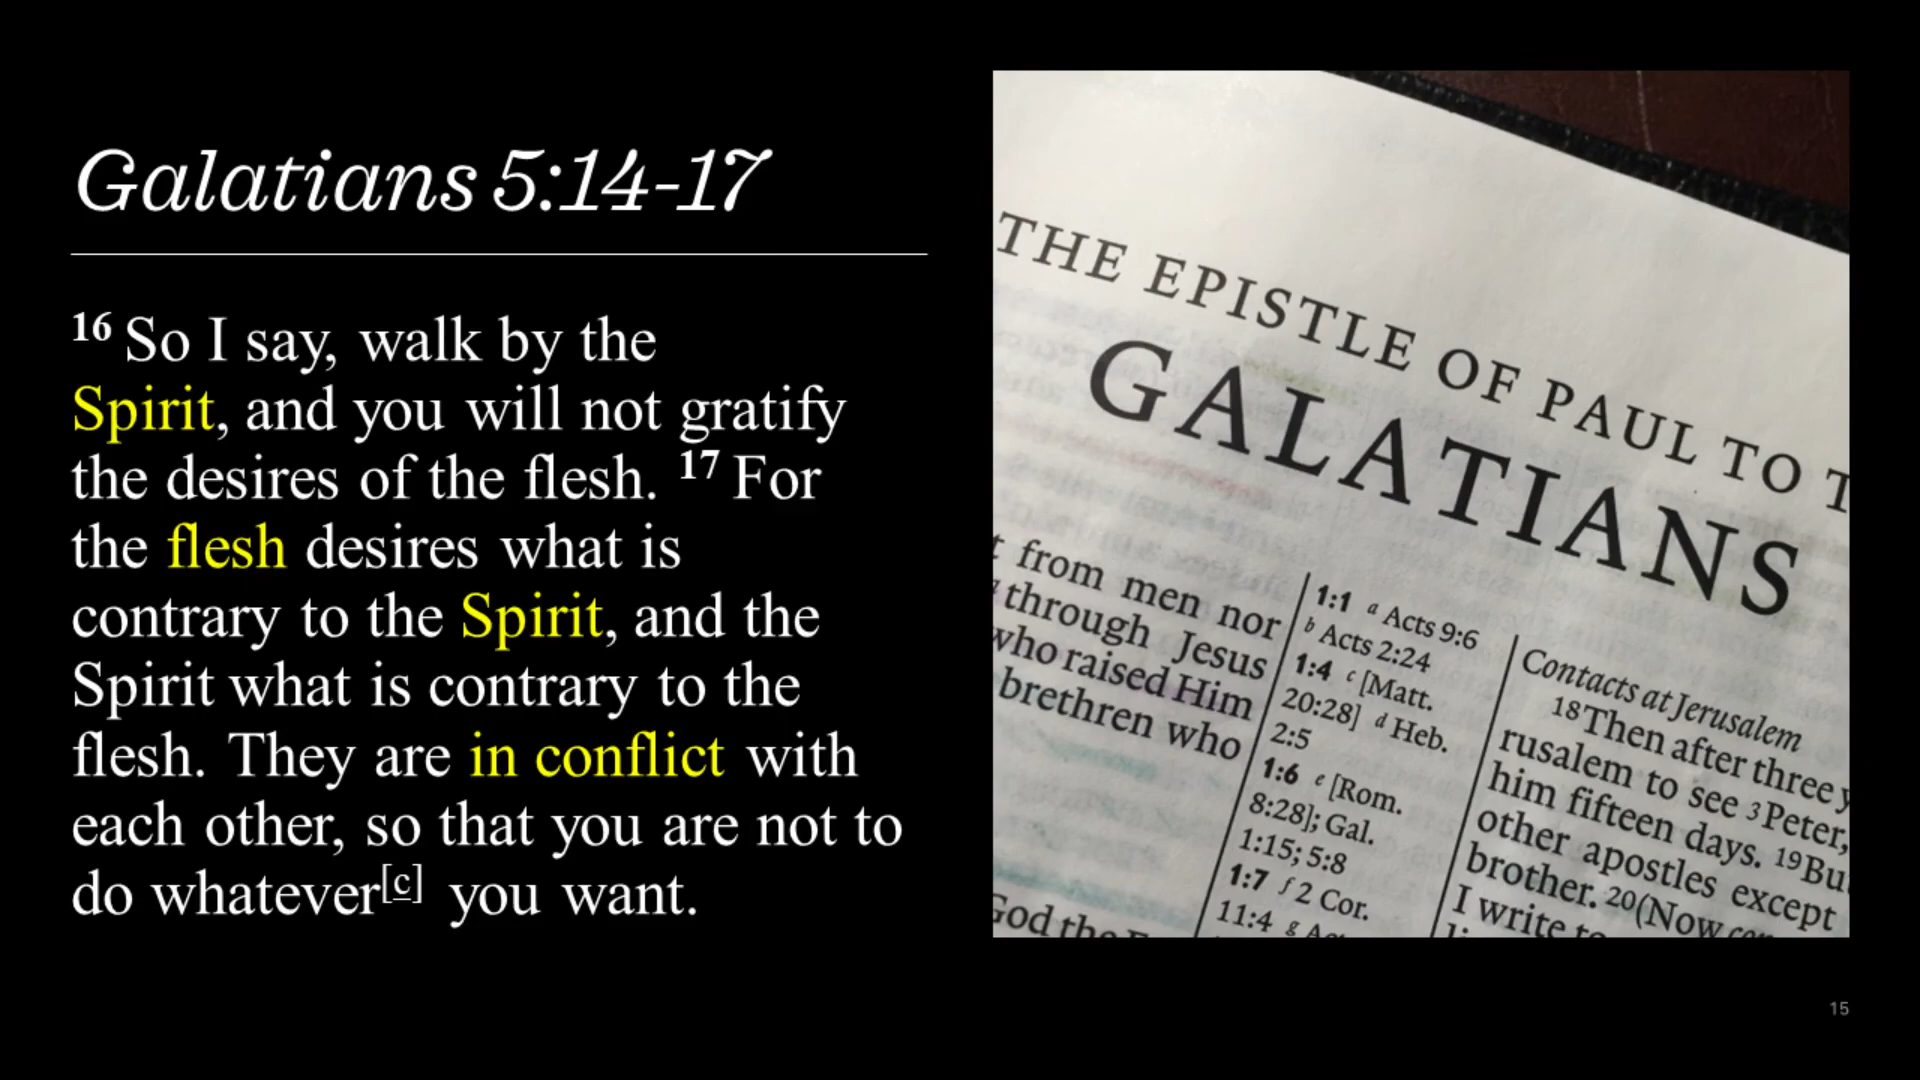 Galatians 5:14-17
16 So I say, walk by the
Spirit, and you will not gratify
the desires of the flesh. 17 For
the flesh desires what is
contrary to the Spirit, and the
Spirit what is contrary to the
flesh. They are in conflict with
each other, so that you are not to
do whatever[c] you want.
THE EPISTLE OF PAUL TO T
GALATIANS
from men nor
through Jesus
who raised Him
brethren who
God the
1:1 a Acts 9:6
b Acts 2:24
1:4 c [Matt.
20:28] d Heb.
2:5
1:6 e [Rom.
8:28]; Gal.
1:15; 5:8
1:7 f 2 Cor.
11:4 g
Contacts at Jerusalem
18 Then after three
rusalem to see 3 Peter,
him fifteen days. 19 Bu
other apostles except
brother. 20 (Now
I write to
15